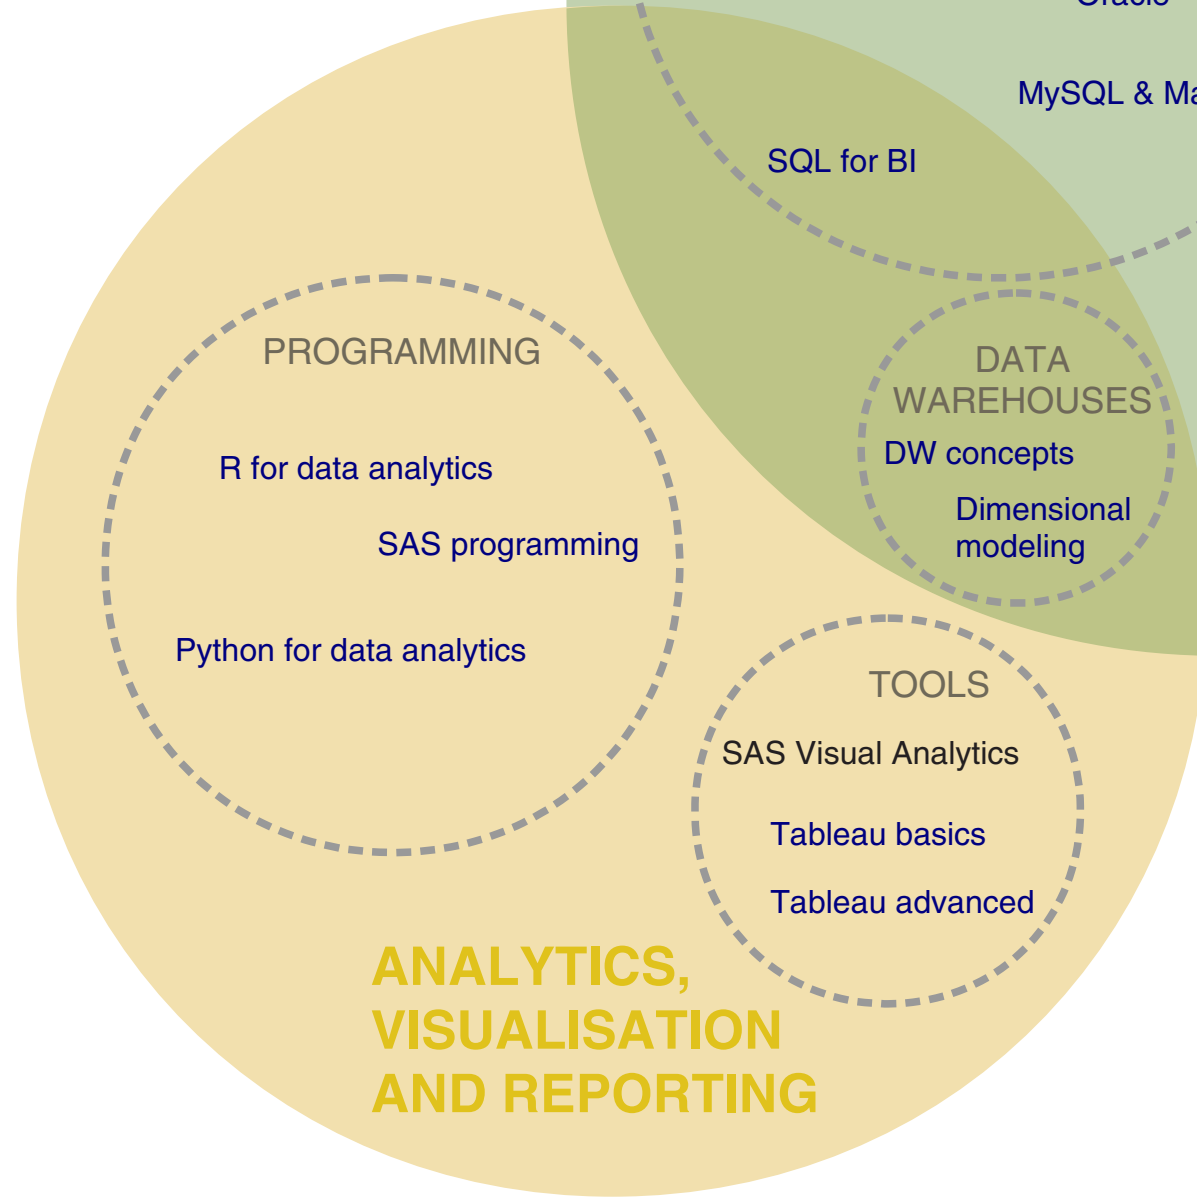 MySQL &
SQL for BI
PROGRAMMING
R for data analytics
SAS programming
Python for data analytics
DATA
WAREHOUSES
DW concepts
Dimensional
modeling
TOOLS
SAS Visual Analytics
Tableau basics
Tableau advanced
ANALYTICS,
VISUALISATION
AND REPORTING